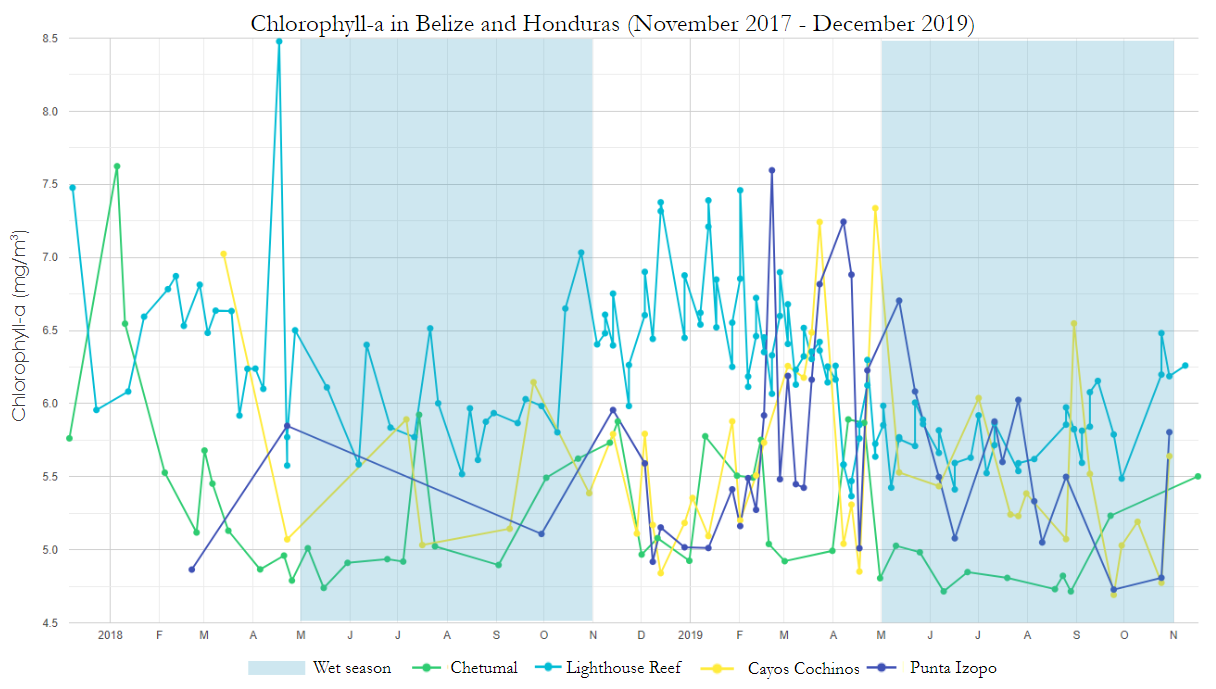 Chlorophyll-a in Belize and Honduras (November 2017 - December 2019)
8.5
8.0
7.5
7.0
6.5
6.0
5.5
5.0
4.5
Chlorophyll-a (mg/m³)
2018 F M A M J J A S O N D 2019 F M A M J J A S O N
Wet season Chetumal Lighthouse Reef Cayos Cochinos Punta Izopo